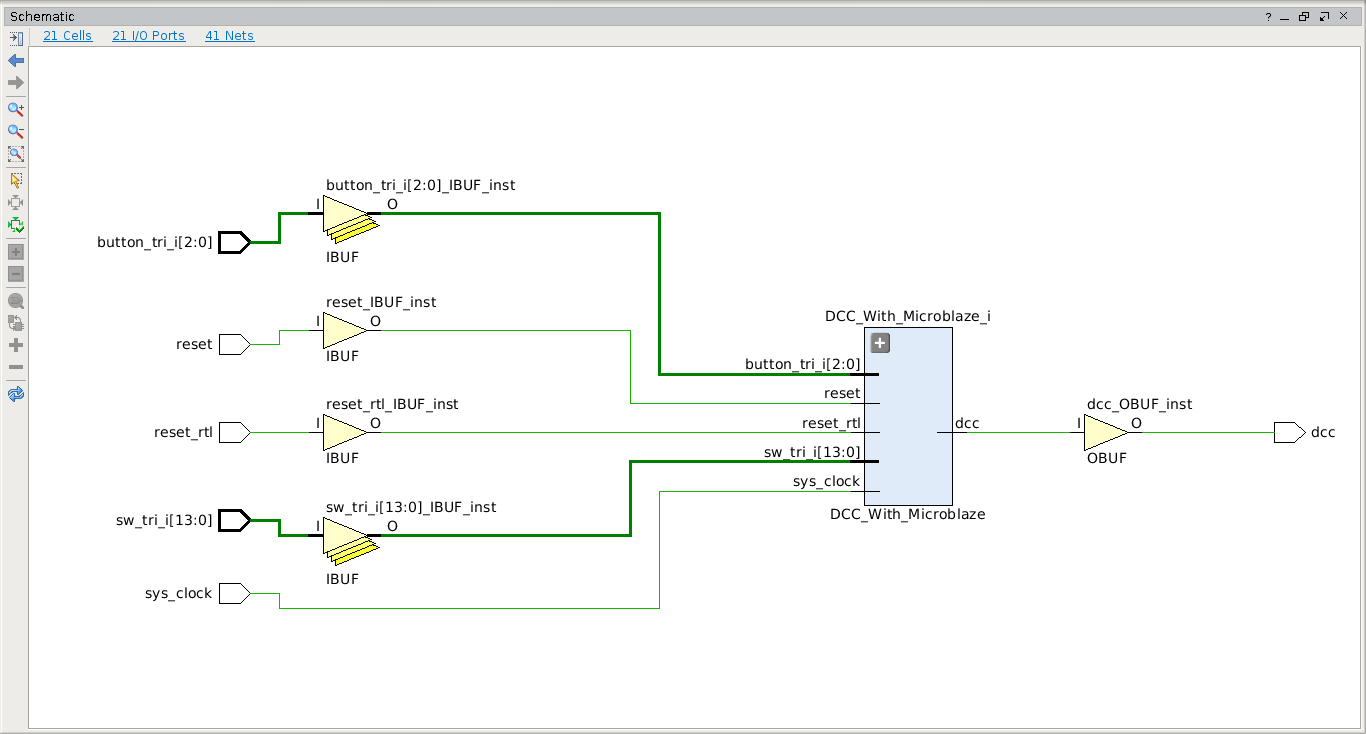 Schematic
?
21 Cells 21 I/O Ports 41 Nets
button_tri_i[2:0]_IBUF_inst
I O
button_tri_i[2:0]
IBUF
reset_IBUF_inst
I O
reset
IBUF
reset_rtl_IBUF_inst
I O
reset_rtl
IBUF
sw_tri_i[13:0]_IBUF_inst
I O
sw_tri_i[13:0]
IBUF
sys_clock
DCC_With_Microblaze_i
button_tri_i[2:0]
reset
reset_rtl
sw_tri_i[13:0]
sys_clock
dcc
DCC_With_Microblaze
dcc_OBUF_inst
I O
OBUF
dcc